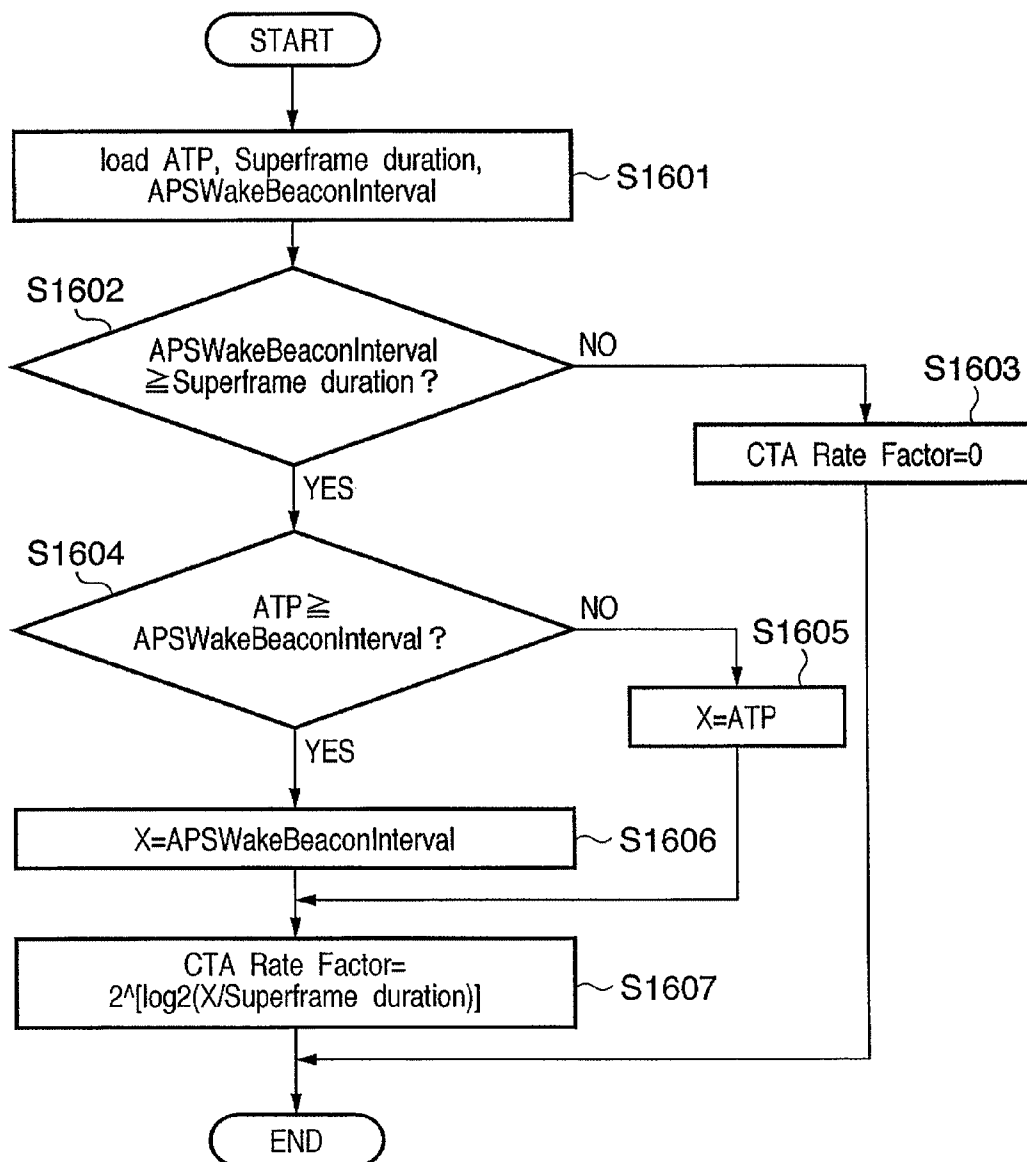 START
load ATP, Superframe duration,
APSWakeBeaconInterval
S1601
S1602
APSWakeBeaconInterval
≧Superframe duration?
NO
YES
S1603
CTA Rate Factor=0
S1604
ATP≧
APSWakeBeaconInterval?
NO
YES
S1605
X=ATP
X=APSWakeBeaconInterval
S1606
CTA Rate Factor=
2^[log2(X/Superframe duration)]
S1607
END